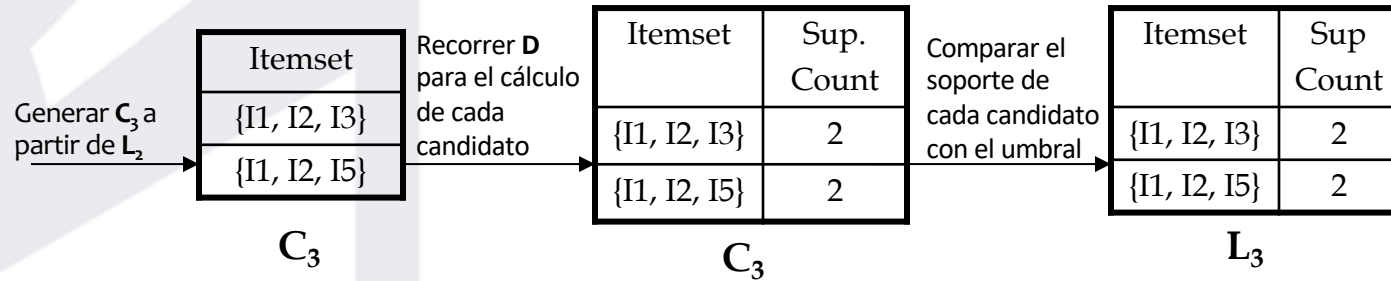 Generar C₃ a
partir de L₂
Itemset
{I1, I2, I3}
{I1, I2, I5}
C₃
Recorrer D
para el cálculo
de cada
candidato
Itemset Sup.
Count
{I1, I2, I3} 2
{I1, I2, I5} 2
C₃
Comparar el
soporte de
cada candidato
con el umbral
Itemset Sup
Count
{I1, I2, I3} 2
{I1, I2, I5} 2
L₃